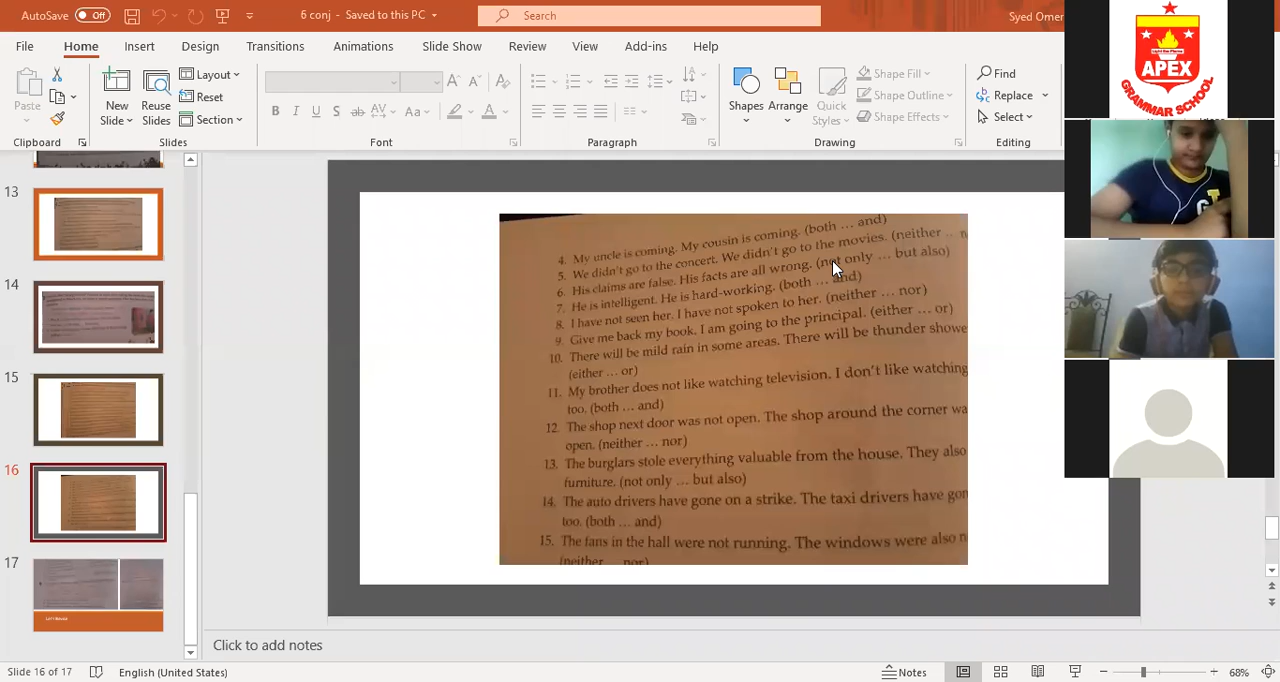 AutoSave Off 6 conj - Saved to this PC Search Syed Omer
File Home Insert Design Transitions Animations Slide Show Review View Add-ins Help
Paste
New Slide
Reuse Slides
Layout
Reset
Section
B I U S ab AV Aa A
Shapes
Arrange
Quick Styles
Shape Fill
Shape Outline
Shape Effects
Find
Replace
Select
Clipboard Slides Font Paragraph Drawing Editing
APEX
GRAMMAR SCHOOL
13
14
15
16
17
4. My uncle is coming. My cousin is coming. (both ... and)
5. We didn't go to the concert. We didn't go to the movies. (neither ...
6. His claims are false. His facts are all wrong. (not only ... but also)
7. He is intelligent. He is hard-working. (both ... and)
8. I have not seen her. I have not spoken to her. (neither ... nor)
9. Give me back my book. I am going to the principal. (either ... or)
10. There will be mild rain in some areas. There will be thunder showe
(either ... or)
11. My brother does not like watching television. I don't like watching
too. (both ... and)
12. The shop next door was not open. The shop around the corner wa
open. (neither ... nor)
13. The burglars stole everything valuable from the house. They also
furniture. (not only ... but also)
14. The auto drivers have gone on a strike. The taxi drivers have gon
too. (both ... and)
15. The fans in the hall were not running. The windows were also n
(neither ... nor)
Click to add notes
Slide 16 of 17 English (United States) Notes 68%